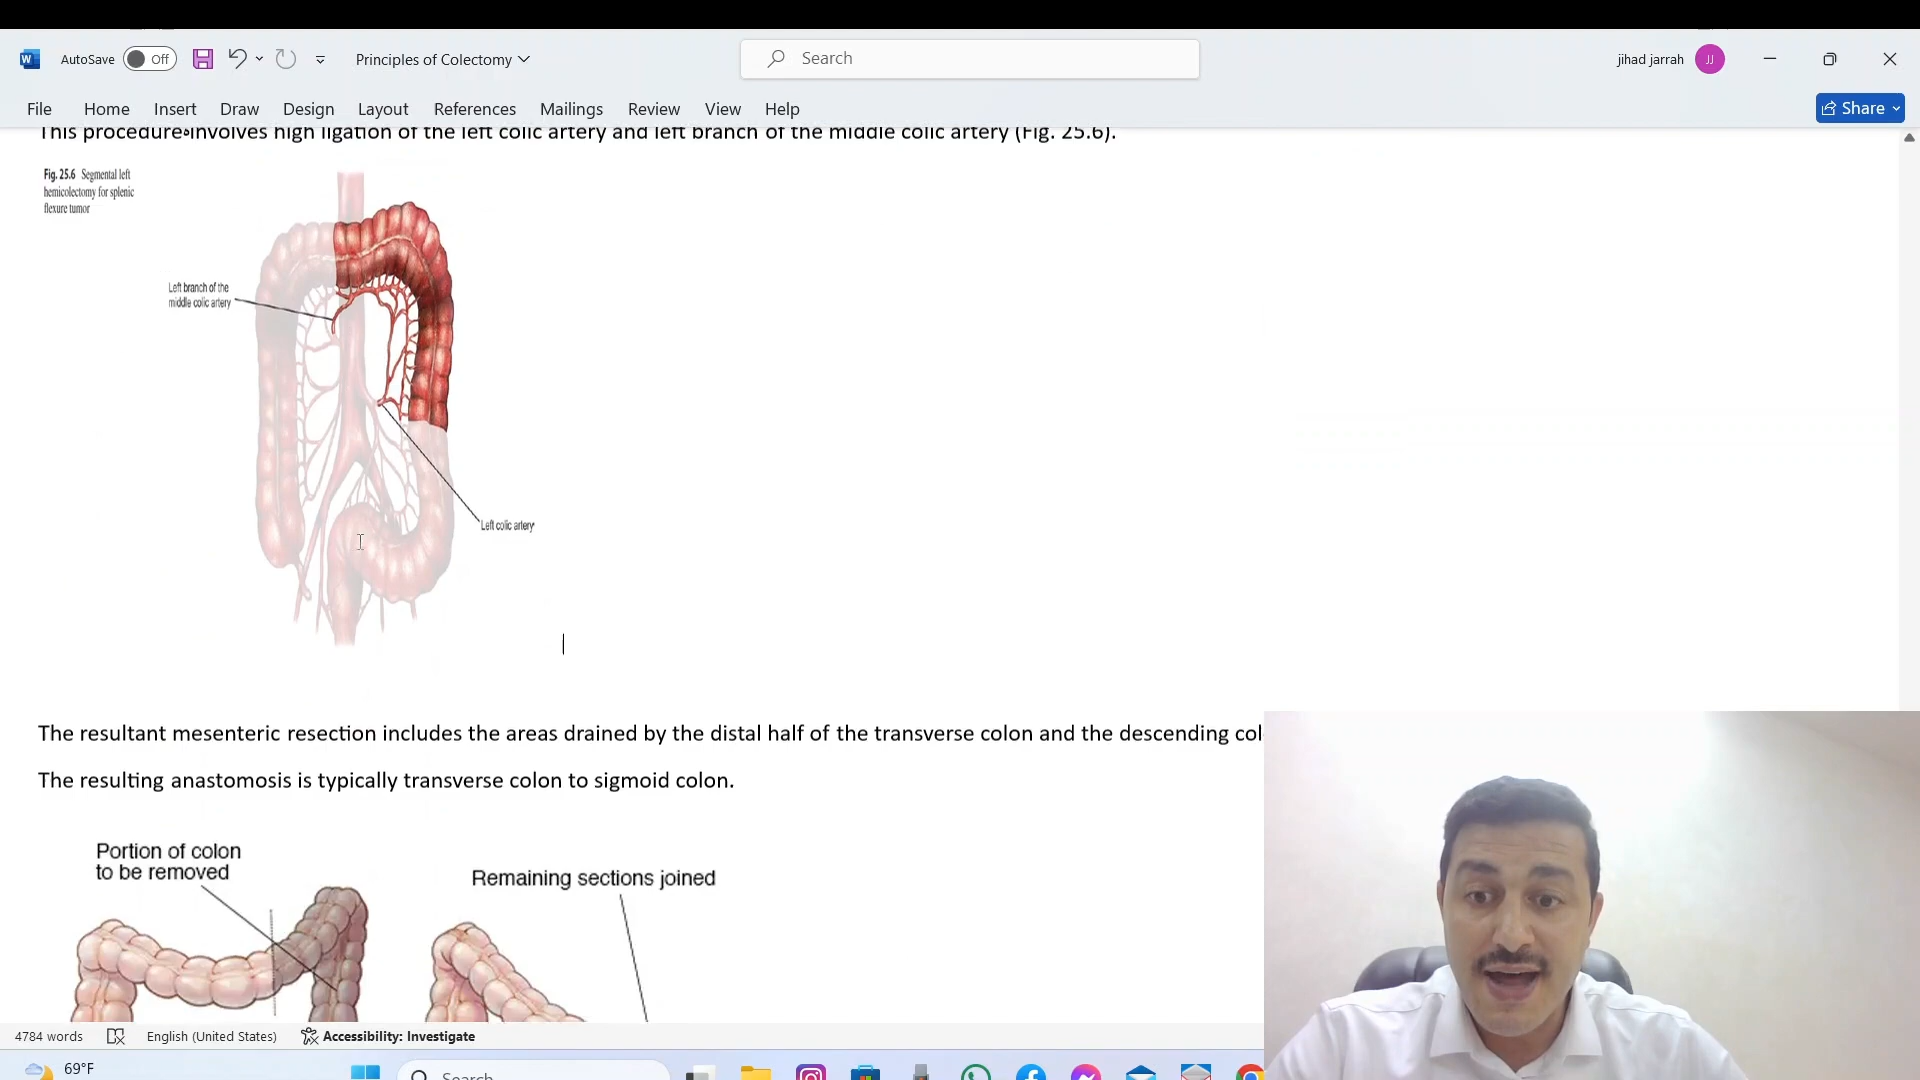 AutoSave Off Principles of Colectomy Search jihad jarrah JJ
File Home Insert Draw Design Layout References Mailings Review View Help Share
This procedure involves high ligation of the left colic artery and left branch of the middle colic artery (Fig. 25.6).
Fig. 25.6 Segmental left
hemicolectomy for splenic
flexure tumor
Left branch of the
middle colic artery
Left colic artery
The resultant mesenteric resection includes the areas drained by the distal half of the transverse colon and the descending col
The resulting anastomosis is typically transverse colon to sigmoid colon.
Portion of colon
to be removed
Remaining sections joined
4784 words English (United States) Accessibility: Investigate
69°F
Search